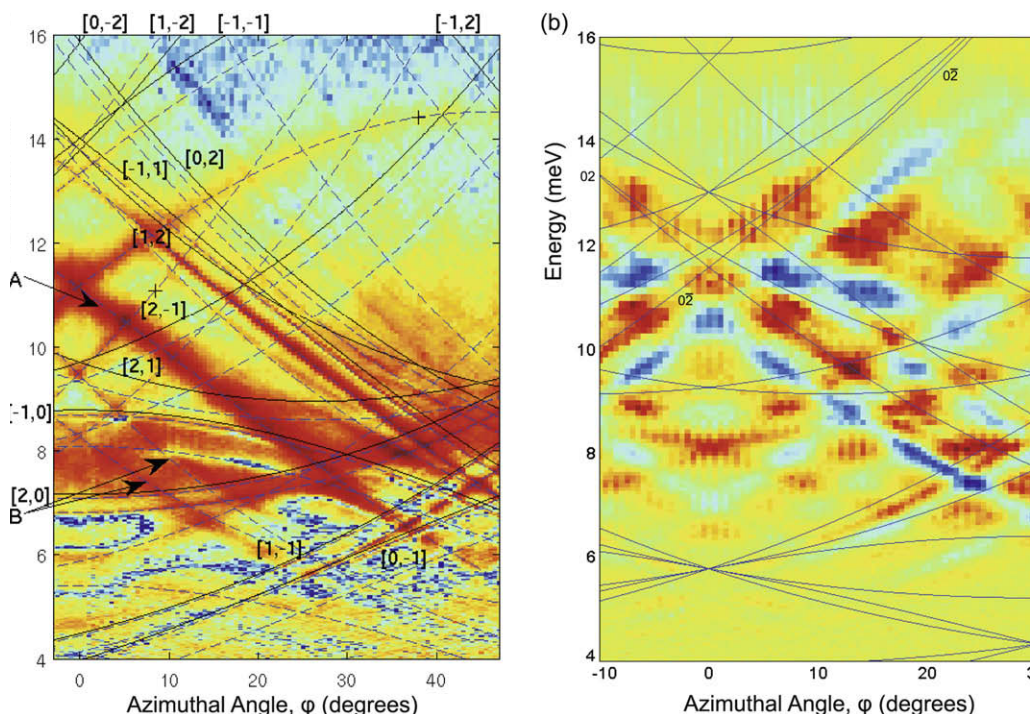 [0,-2] [1,-2] [-1,-1] [-1,2]
16
14
12
10
8
6
4
[0,2]
[-1,1]
[1,2]
A
[2,-1]
[2,1]
[-1,0]
[2,0]
B
[1,-1]
[0,-1]
0 10 20 30 40
Azimuthal Angle, φ (degrees)
(b)
16
14
12
10
8
6
4
Energy (meV)
02̄
02
02̄
-10 0 10 20 3
Azimuthal Angle, φ (degrees)